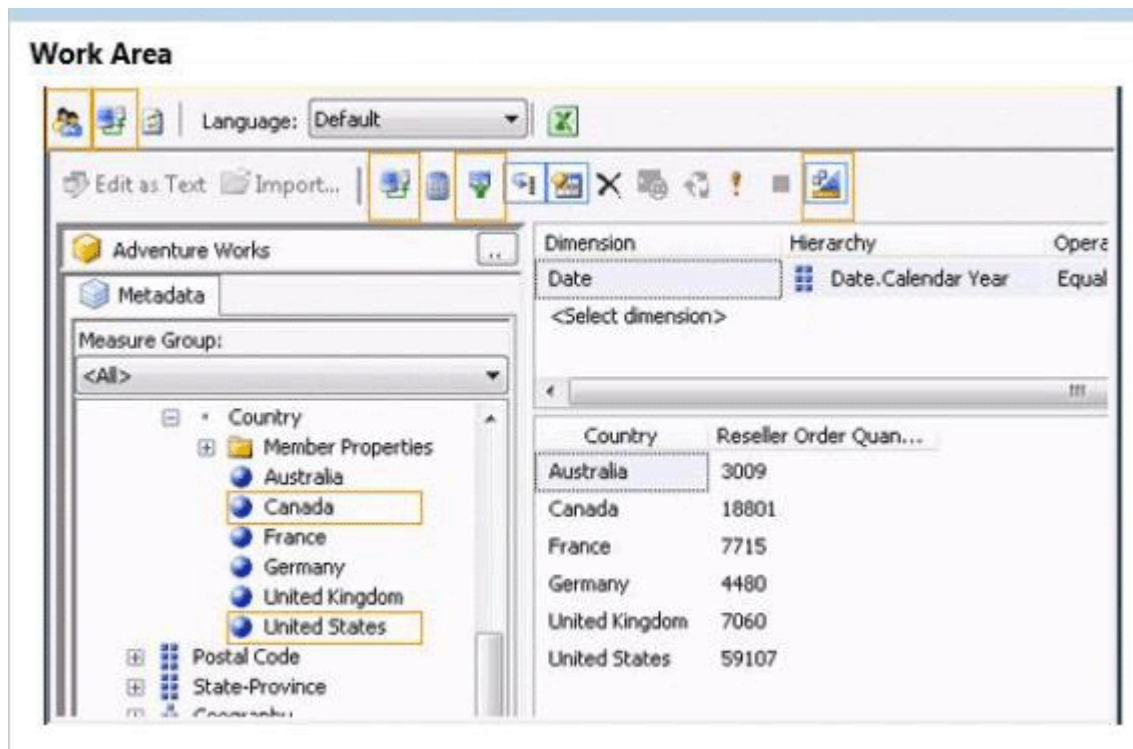 Work Area
Language: Default
Edit as Text Import...
Adventure Works
..
Metadata
Measure Group:
<All>
Country
Member Properties
Australia
Canada
France
Germany
United Kingdom
United States
Postal Code
State-Province
Dimension Hierarchy Opera
Date Date.Calendar Year Equal
<Select dimension>
Country Reseller Order Quan...
Australia 3009
Canada 18801
France 7715
Germany 4480
United Kingdom 7060
United States 59107